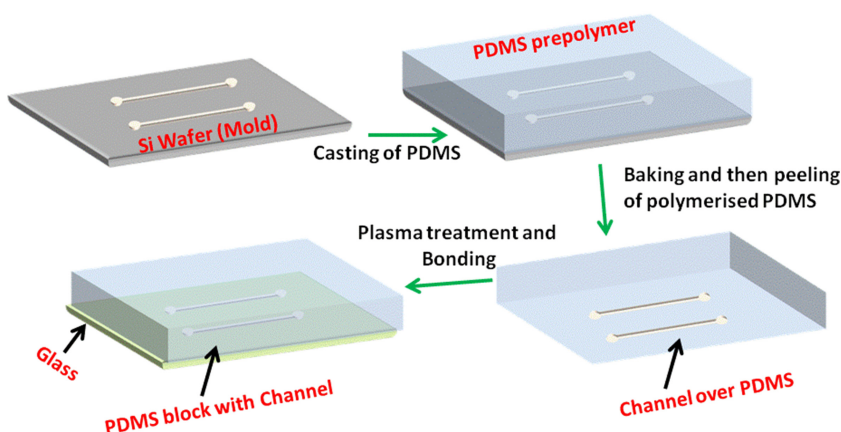 PDMS prepolymer
Si Wafer (Mold)
Casting of PDMS
Baking and then peeling
of polymerised PDMS
Plasma treatment and
Bonding
Glass
PDMS block with Channel
Channel over PDMS